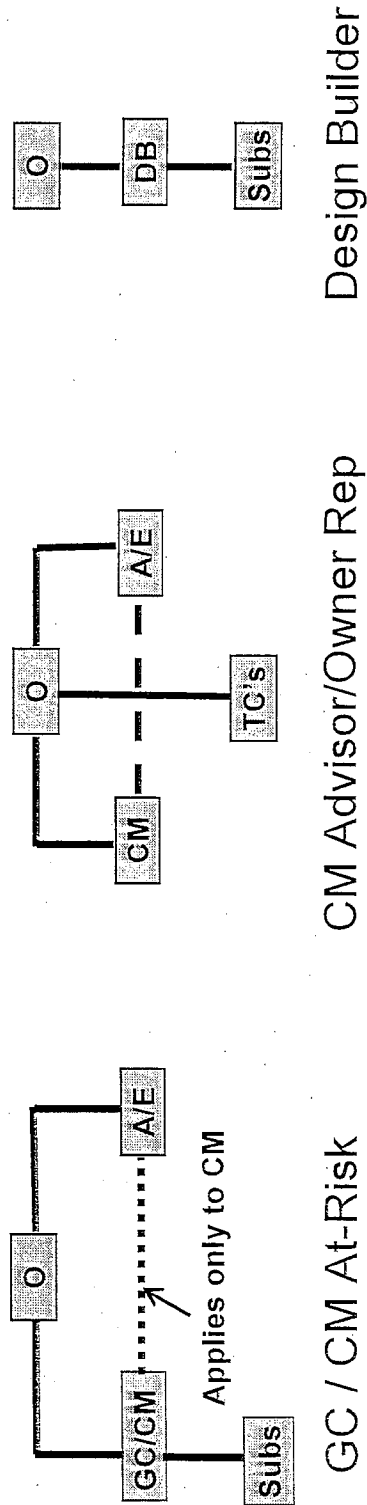 O
GC/CM
A/E
Applies only to CM
Subs
GC / CM At-Risk
O
CM
A/E
TC's
CM Advisor/Owner Rep
O
DB
Subs
Design Builder